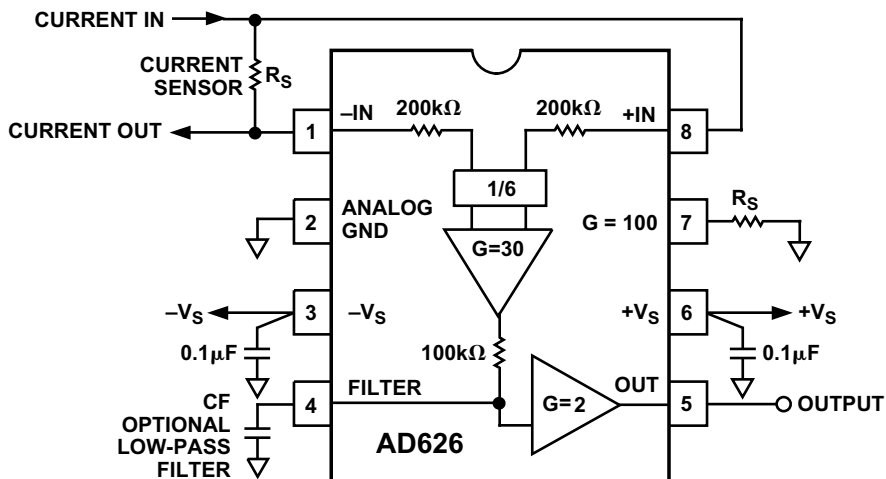 CURRENT IN
CURRENT
SENSOR
R_S
CURRENT OUT
1
–IN
200kΩ
200kΩ
+IN
8
1/6
2
ANALOG
GND
G = 100
7
R_S
G=30
–V_S
3
–V_S
+V_S
6
+V_S
0.1µF
100kΩ
0.1µF
CF
OPTIONAL
LOW-PASS
FILTER
4
FILTER
G=2
OUT
5
OUTPUT
AD626